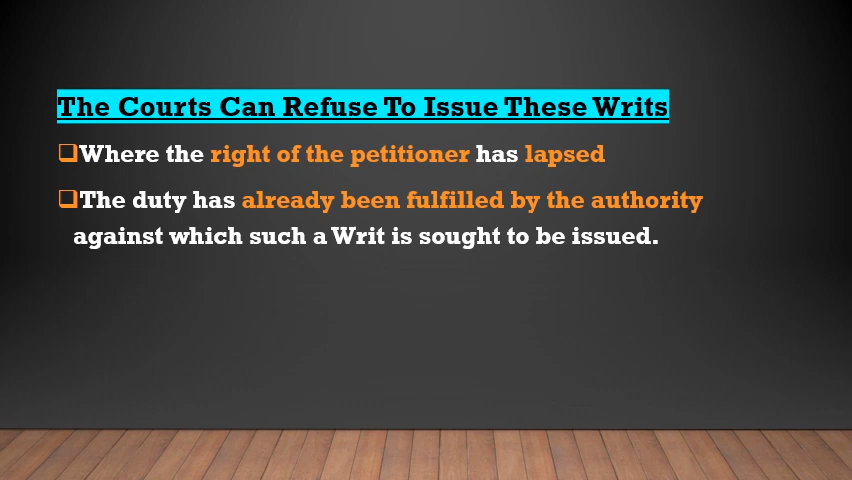 The Courts Can Refuse To Issue These Writs
❑Where the right of the petitioner has lapsed
❑The duty has already been fulfilled by the authority
against which such a Writ is sought to be issued.